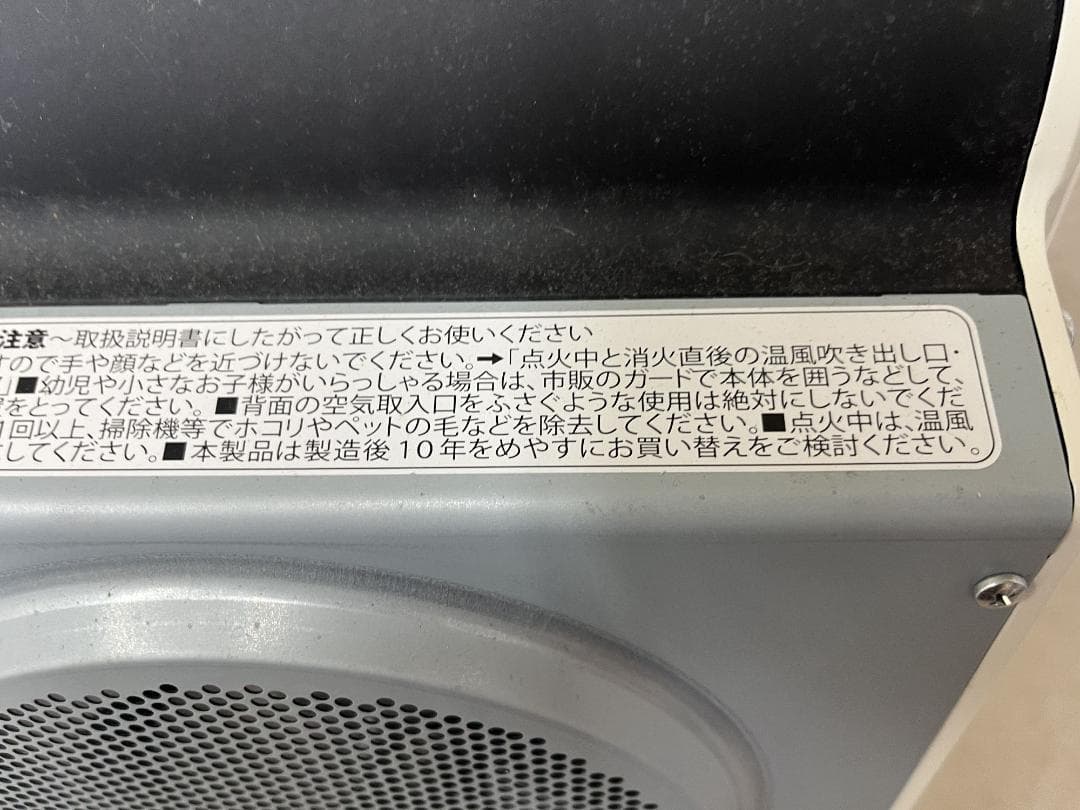 注意～取扱説明書にしたがって正しくお使いください
すので手や顔などを近づけないでください。➡「点火中と消火直後の温風吹き出し口・
■幼児や小さなお子様がいらっしゃる場合は、市販のガードで本体を囲うなどして、
をとってください。■背面の空気取入口をふさぐような使用は絶対にしないでくだ
1回以上、掃除機等でホコリやペットの毛などを除去してください。■点火中は、温風
してください。■本製品は製造後10年をめやすにお買い替えをご検討ください。